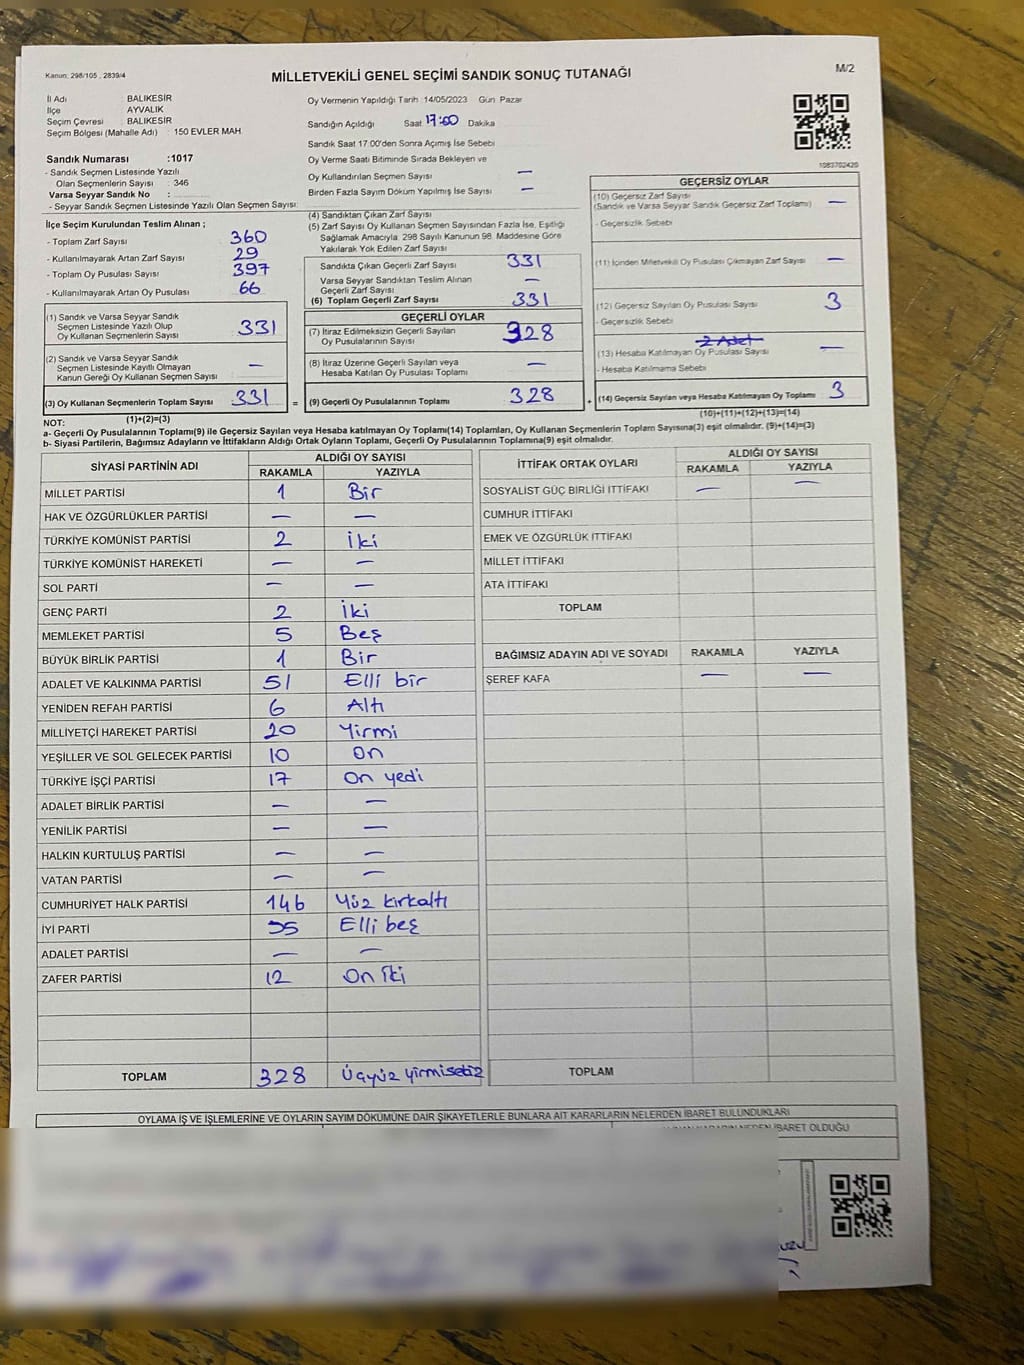 Kanun: 298/105 , 2839/4
MİLLETVEKİLİ GENEL SEÇİMİ SANDIK SONUÇ TUTANAĞI
M/2
İl Adı : BALIKESİR
İlçe : AYVALIK
Seçim Çevresi : BALIKESİR
Seçim Bölgesi (Mahalle Adı) : 150 EVLER MAH.
Sandık Numarası :1017
- Sandık Seçmen Listesinde Yazılı
Olan Seçmenlerin Sayısı : 346
Varsa Seyyar Sandık No :
- Seyyar Sandık Seçmen Listesinde Yazılı Olan Seçmen Sayısı:
Oy Vermenin Yapıldığı Tarih :14/05/2023 Gün Pazar
Sandığın Açıldığı Saat 17:00 Dakika
Sandık Saat 17:00'den Sonra Açımış İse Sebebi
Oy Verme Saati Bitiminde Sırada Bekleyen ve
Oy Kullandırılan Seçmen Sayısı —
Birden Fazla Sayım Döküm Yapılmış İse Sayısı —
1083702420
İlçe Seçim Kurulundan Teslim Alınan ;
- Toplam Zarf Sayısı 360
- Kullanılmayarak Artan Zarf Sayısı 29
- Toplam Oy Pusulası Sayısı 397
- Kullanılmayarak Artan Oy Pusulası 66
(1) Sandık ve Varsa Seyyar Sandık
Seçmen Listesinde Yazılı Olup
Oy Kullanan Seçmenlerin Sayısı 331
(2) Sandık ve Varsa Seyyar Sandık
Seçmen Listesinde Kayıtlı Olmayan
Kanun Gereği Oy Kullanan Seçmen Sayısı —
(3) Oy Kullanan Seçmenlerin Toplam Sayısı 331 =
(1)+(2)=(3)
(4) Sandıktan Çıkan Zarf Sayısı
(5) Zarf Sayısı Oy Kullanan Seçmen Sayısından Fazla İse, Eşitliği
Sağlamak Amacıyla, 298 Sayılı Kanunun 98. Maddesine Göre
Yakılarak Yok Edilen Zarf Sayısı
Sandıkta Çıkan Geçerli Zarf Sayısı 331
Varsa Seyyar Sandıktan Teslim Alınan
Geçerli Zarf Sayısı —
(6) Toplam Geçerli Zarf Sayısı 331
GEÇERLİ OYLAR
(7) İtiraz Edilmeksizin Geçerli Sayılan
Oy Pusulalarının Sayısı 328
(8) İtiraz Üzerine Geçerli Sayılan veya
Hesaba Katılan Oy Pusulası Toplamı —
(9) Geçerli Oy Pusulalarının Toplamı 328 +
GEÇERSİZ OYLAR
(10) Geçersiz Zarf Sayısı
(Sandık ve Varsa Seyyar Sandık Geçersiz Zarf Toplamı) —
- Geçersizlik Sebebi
(11) İçinden Milletvekili Oy Pusulası Çıkmayan Zarf Sayısı —
(12) Geçersiz Sayılan Oy Pusulası Sayısı 3
- Geçersizlik Sebebi
2 Adet
(13) Hesaba Katılmayan Oy Pusulası Sayısı —
- Hesaba Katılmama Sebebi
(14) Geçersiz Sayılan veya Hesaba Katılmayan Oy Toplamı 3
(10)+(11)+(12)+(13)=(14)
NOT:
a- Geçerli Oy Pusulalarının Toplamı(9) ile Geçersiz Sayılan veya Hesaba katılmayan Oy Toplamı(14) Toplamları, Oy Kullanan Seçmenlerin Toplam Sayısına(3) eşit olmalıdır. (9)+(14)=(3)
b- Siyasi Partilerin, Bağımsız Adayların ve İttifakların Aldığı Ortak Oyların Toplamı, Geçerli Oy Pusulalarının Toplamına(9) eşit olmalıdır.
SİYASİ PARTİNİN ADI ALDIĞI OY SAYISI
RAKAMLA YAZIYLA
MİLLET PARTİSİ 1 Bir
HAK VE ÖZGÜRLÜKLER PARTİSİ — —
TÜRKİYE KOMÜNİST PARTİSİ 2 İki
TÜRKİYE KOMÜNİST HAREKETİ — —
SOL PARTİ — —
GENÇ PARTİ 2 İki
MEMLEKET PARTİSİ 5 Beş
BÜYÜK BİRLİK PARTİSİ 1 Bir
ADALET VE KALKINMA PARTİSİ 51 Elli bir
YENİDEN REFAH PARTİSİ 6 Altı
MİLLİYETÇİ HAREKET PARTİSİ 20 Yirmi
YEŞİLLER VE SOL GELECEK PARTİSİ 10 On
TÜRKİYE İŞÇİ PARTİSİ 17 On yedi
ADALET BİRLİK PARTİSİ — —
YENİLİK PARTİSİ — —
HALKIN KURTULUŞ PARTİSİ — —
VATAN PARTİSİ — —
CUMHURİYET HALK PARTİSİ 146 Yüz kırkaltı
İYİ PARTİ 55 Elli beş
ADALET PARTİSİ — —
ZAFER PARTİSİ 12 On İki
TOPLAM 328 Üçyüz yirmisekiz
İTTİFAK ORTAK OYLARI ALDIĞI OY SAYISI
RAKAMLA YAZIYLA
SOSYALİST GÜÇ BİRLİĞİ İTTİFAKI — —
CUMHUR İTTİFAKI
EMEK VE ÖZGÜRLÜK İTTİFAKI
MİLLET İTTİFAKI
ATA İTTİFAKI
TOPLAM
BAĞIMSIZ ADAYIN ADI VE SOYADI RAKAMLA YAZIYLA
ŞEREF KAFA — —
TOPLAM
OYLAMA İŞ VE İŞLEMLERİNE VE OYLARIN SAYIM DÖKÜMÜNE DAİR ŞİKAYETLERLE BUNLARA AİT KARARLARIN NELERDEN İBARET BULUNDUKLARI
İBARET OLDUĞU